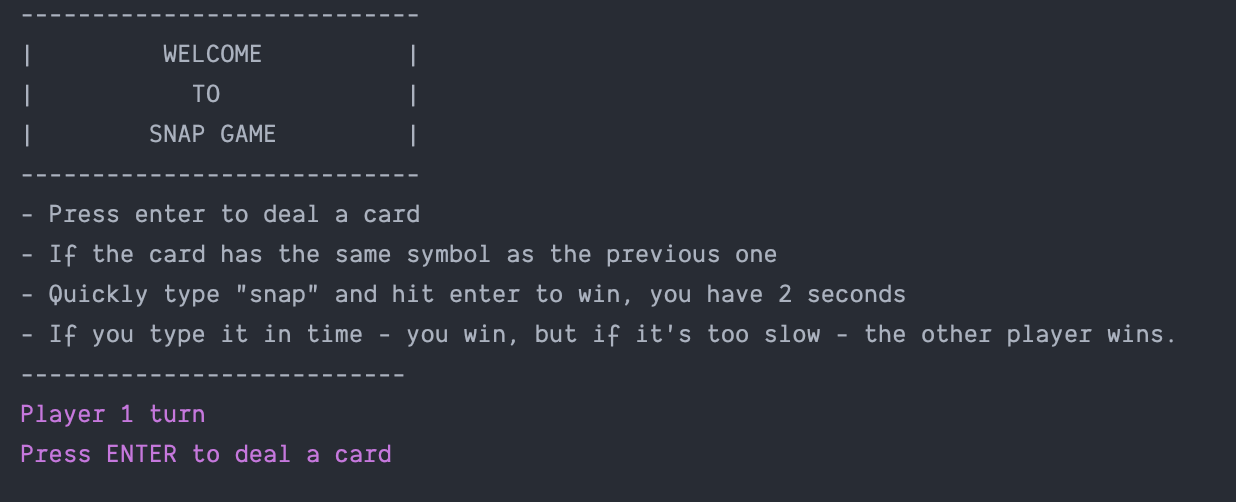 ----------------------------
|         WELCOME          |
|           TO             |
|        SNAP GAME         |
----------------------------
- Press enter to deal a card
- If the card has the same symbol as the previous one
- Quickly type "snap" and hit enter to win, you have 2 seconds
- If you type it in time - you win, but if it's too slow - the other player wins.
---------------------------
Player 1 turn
Press ENTER to deal a card